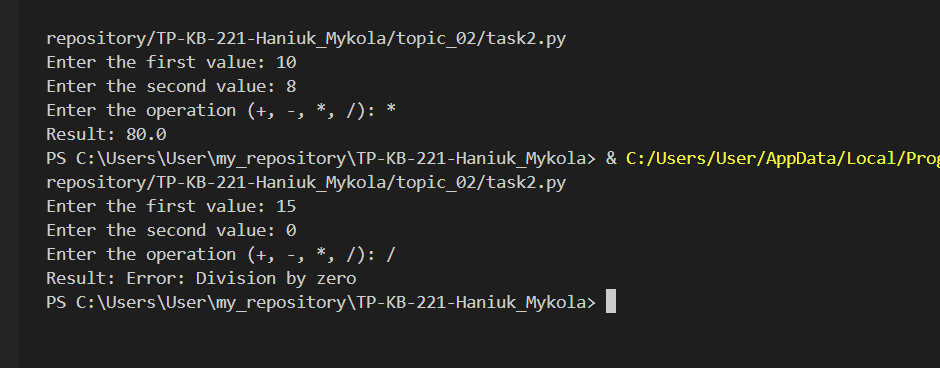 repository/TP-KB-221-Haniuk_Mykola/topic_02/task2.py
Enter the first value: 10
Enter the second value: 8
Enter the operation (+, -, *, /): *
Result: 80.0
PS C:\Users\User\my_repository\TP-KB-221-Haniuk_Mykola> & C:/Users/User/AppData/Local/Prog
repository/TP-KB-221-Haniuk_Mykola/topic_02/task2.py
Enter the first value: 15
Enter the second value: 0
Enter the operation (+, -, *, /): /
Result: Error: Division by zero
PS C:\Users\User\my_repository\TP-KB-221-Haniuk_Mykola>